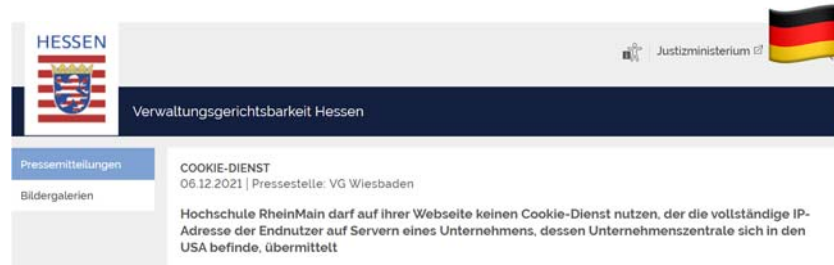 HESSEN
Justizministerium
Verwaltungsgerichtsbarkeit Hessen
Pressemitteilungen
Bildergalerien
COOKIE-DIENST
06.12.2021 | Pressestelle: VG Wiesbaden
Hochschule RheinMain darf auf ihrer Webseite keinen Cookie-Dienst nutzen, der die vollständige IP-
Adresse der Endnutzer auf Servern eines Unternehmens, dessen Unternehmenszentrale sich in den
USA befinde, übermittelt